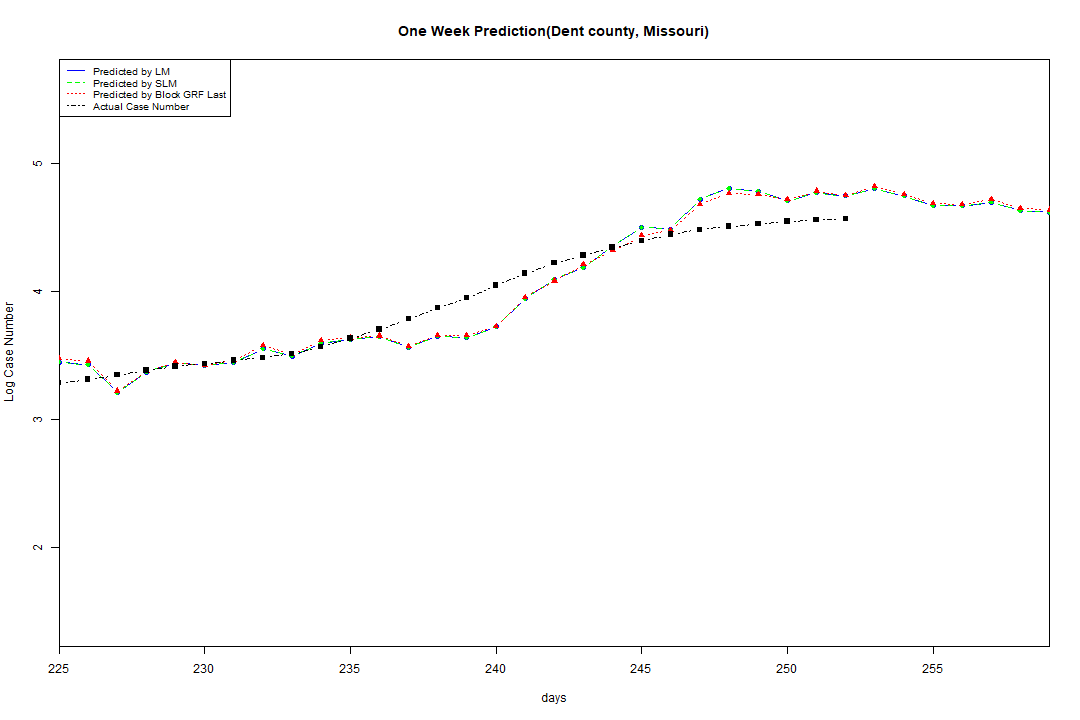 One Week Prediction(Dent county, Missouri)
Predicted by LM
Predicted by SLM
Predicted by Block GRF Last
Actual Case Number
5
4
3
2
Log Case Number
225 230 235 240 245 250 255
days